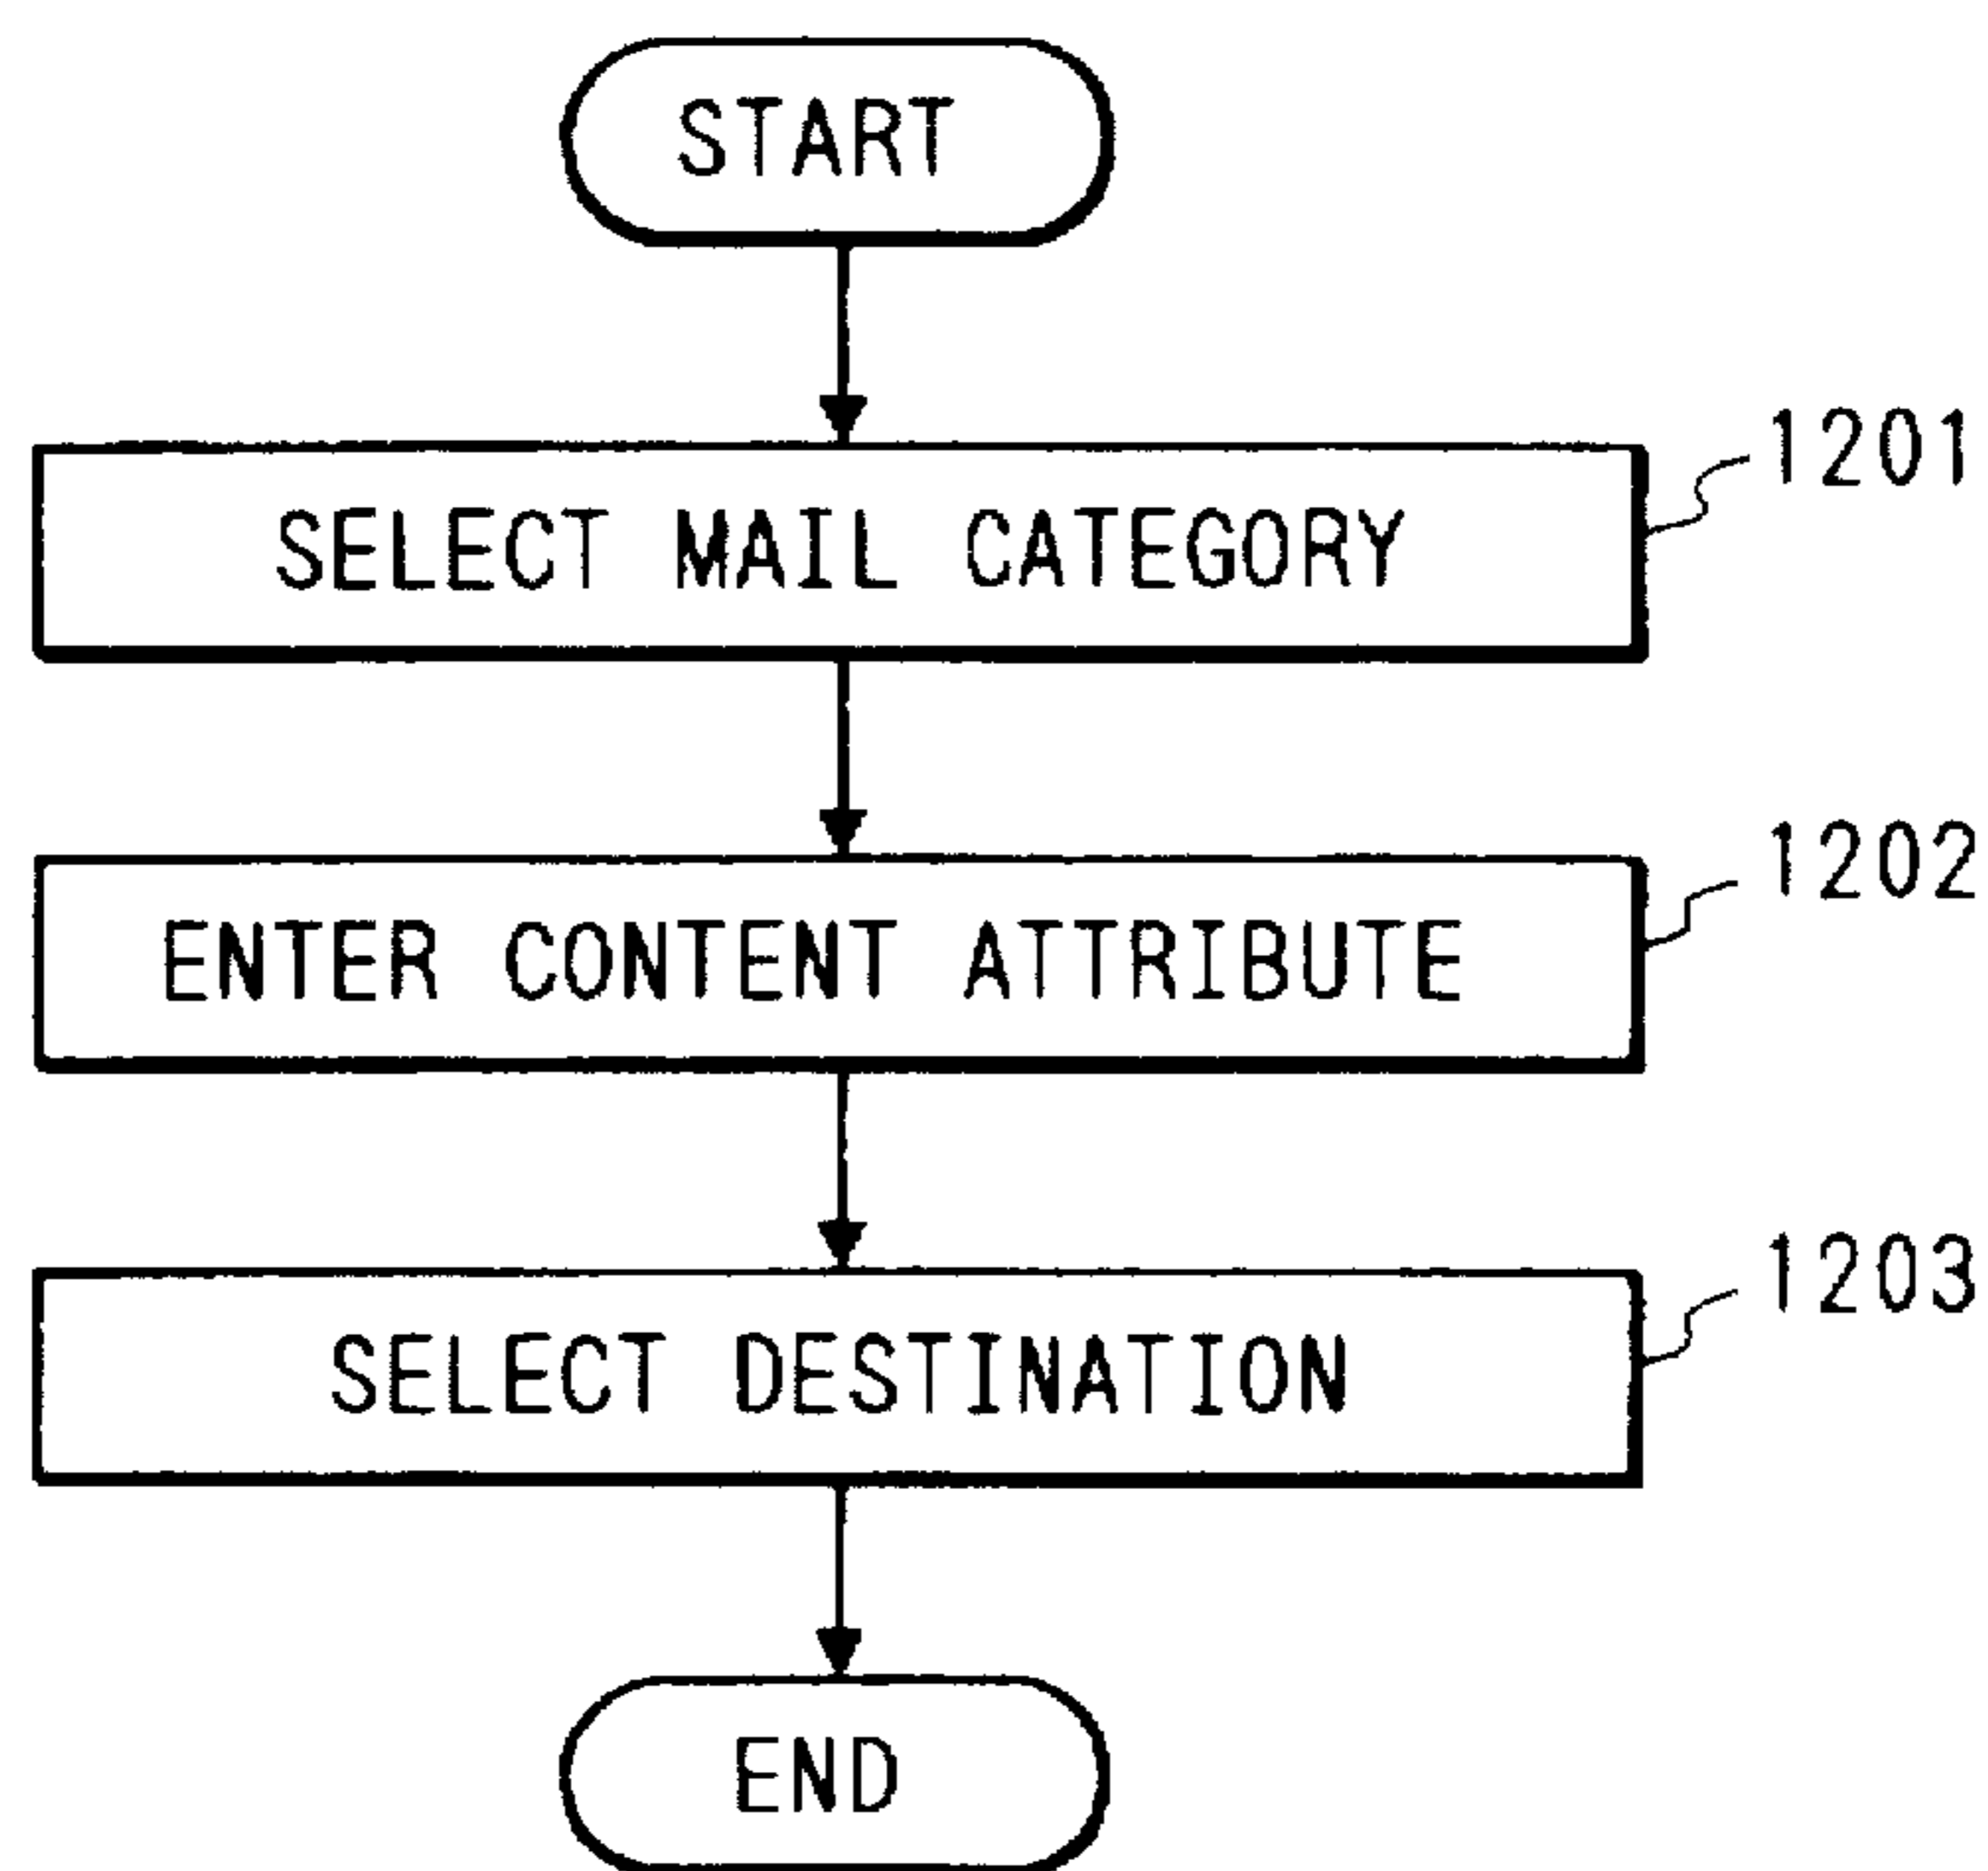 START
1201
SELECT MAIL CATEGORY
1202
ENTER CONTENT ATTRIBUTE
1203
SELECT DESTINATION
END